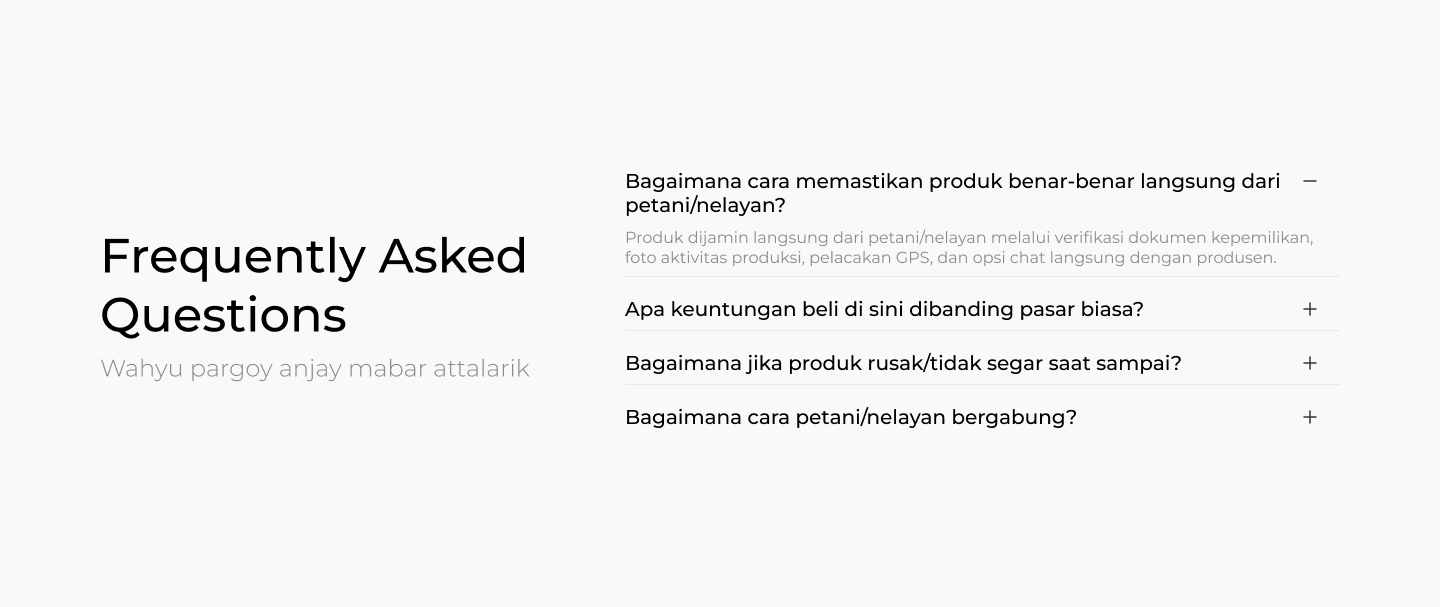 Frequently Asked
Questions
Wahyu pargoy anjay mabar attalarik
Bagaimana cara memastikan produk benar-benar langsung dari
petani/nelayan?
Produk dijamin langsung dari petani/nelayan melalui verifikasi dokumen kepemilikan,
foto aktivitas produksi, pelacakan GPS, dan opsi chat langsung dengan produsen.
Apa keuntungan beli di sini dibanding pasar biasa?
Bagaimana jika produk rusak/tidak segar saat sampai?
Bagaimana cara petani/nelayan bergabung?